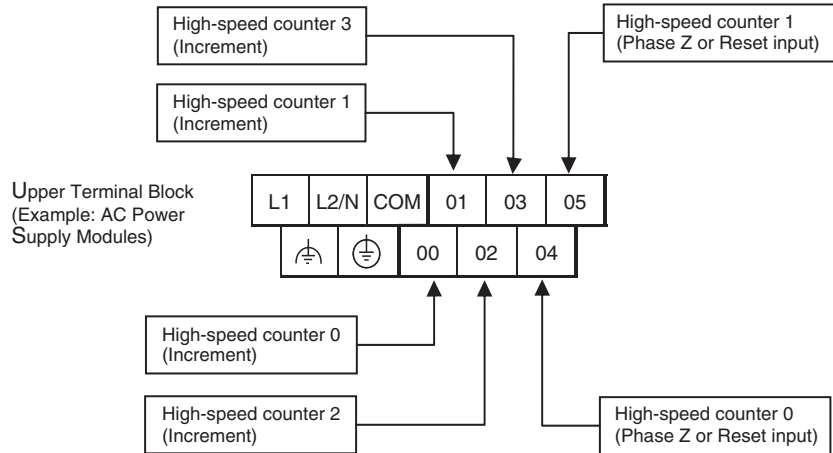 High-speed counter 3
(Increment)
High-speed counter 1
(Phase Z or Reset input)
High-speed counter 1
(Increment)
Upper Terminal Block
(Example: AC Power
Supply Modules)
L1 L2/N COM 01 03 05
00 02 04
High-speed counter 0
(Increment)
High-speed counter 2
(Increment)
High-speed counter 0
(Phase Z or Reset input)